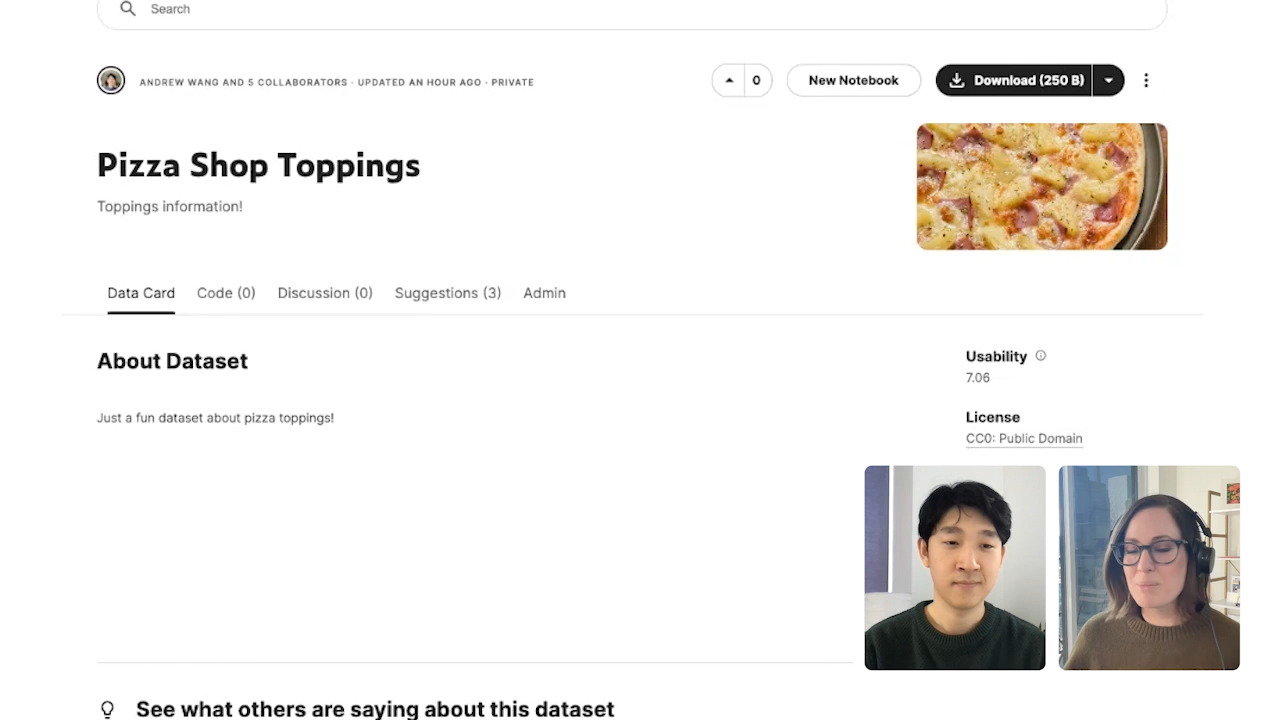 Search
ANDREW WANG AND 5 COLLABORATORS · UPDATED AN HOUR AGO · PRIVATE
0
New Notebook
Download (250 B)
Pizza Shop Toppings
Toppings information!
Data Card
Code (0)
Discussion (0)
Suggestions (3)
Admin
About Dataset
Just a fun dataset about pizza toppings!
Usability
7.06
License
CC0: Public Domain
See what others are saying about this dataset